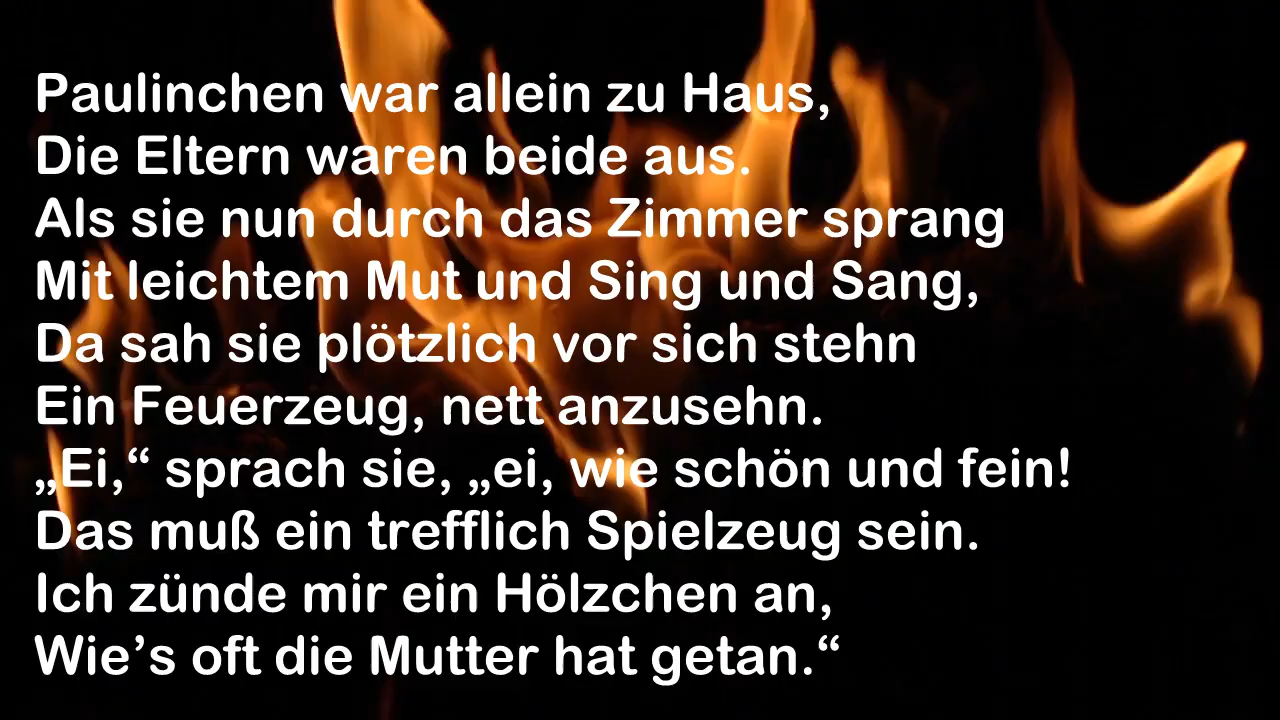 Paulinchen war allein zu Haus,
Die Eltern waren beide aus.
Als sie nun durch das Zimmer sprang
Mit leichtem Mut und Sing und Sang,
Da sah sie plötzlich vor sich stehn
Ein Feuerzeug, nett anzusehn.
„Ei,“ sprach sie, „ei, wie schön und fein!
Das muß ein trefflich Spielzeug sein.
Ich zünde mir ein Hölzchen an,
Wie’s oft die Mutter hat getan.“